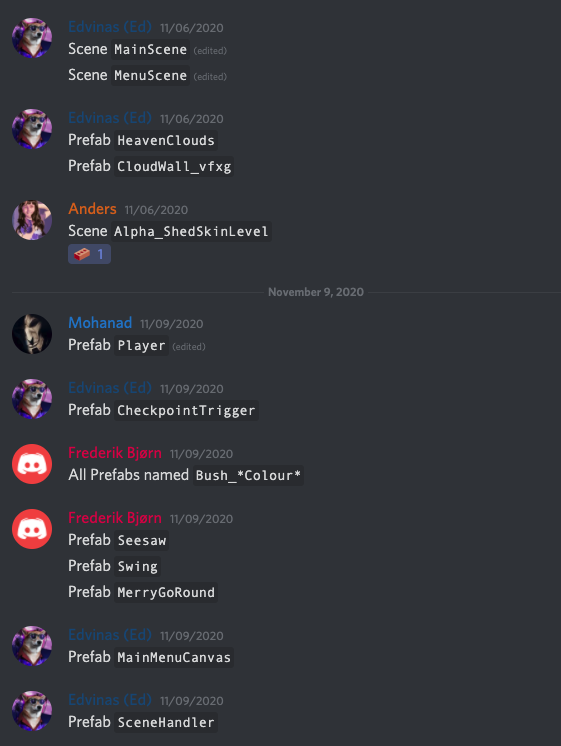 Edvinas (Ed) 11/06/2020
Scene MainScene (edited)
Scene MenuScene (edited)
Edvinas (Ed) 11/06/2020
Prefab HeavenClouds
Prefab CloudWall_vfxg
Anders 11/06/2020
Scene Alpha_ShedSkinLevel
1
November 9, 2020
Mohanad 11/09/2020
Prefab Player (edited)
Edvinas (Ed) 11/09/2020
Prefab CheckpointTrigger
Frederik Bjørn 11/09/2020
All Prefabs named Bush_*Colour*
Frederik Bjørn 11/09/2020
Prefab Seesaw
Prefab Swing
Prefab MerryGoRound
Edvinas (Ed) 11/09/2020
Prefab MainMenuCanvas
Edvinas (Ed) 11/09/2020
Prefab SceneHandler